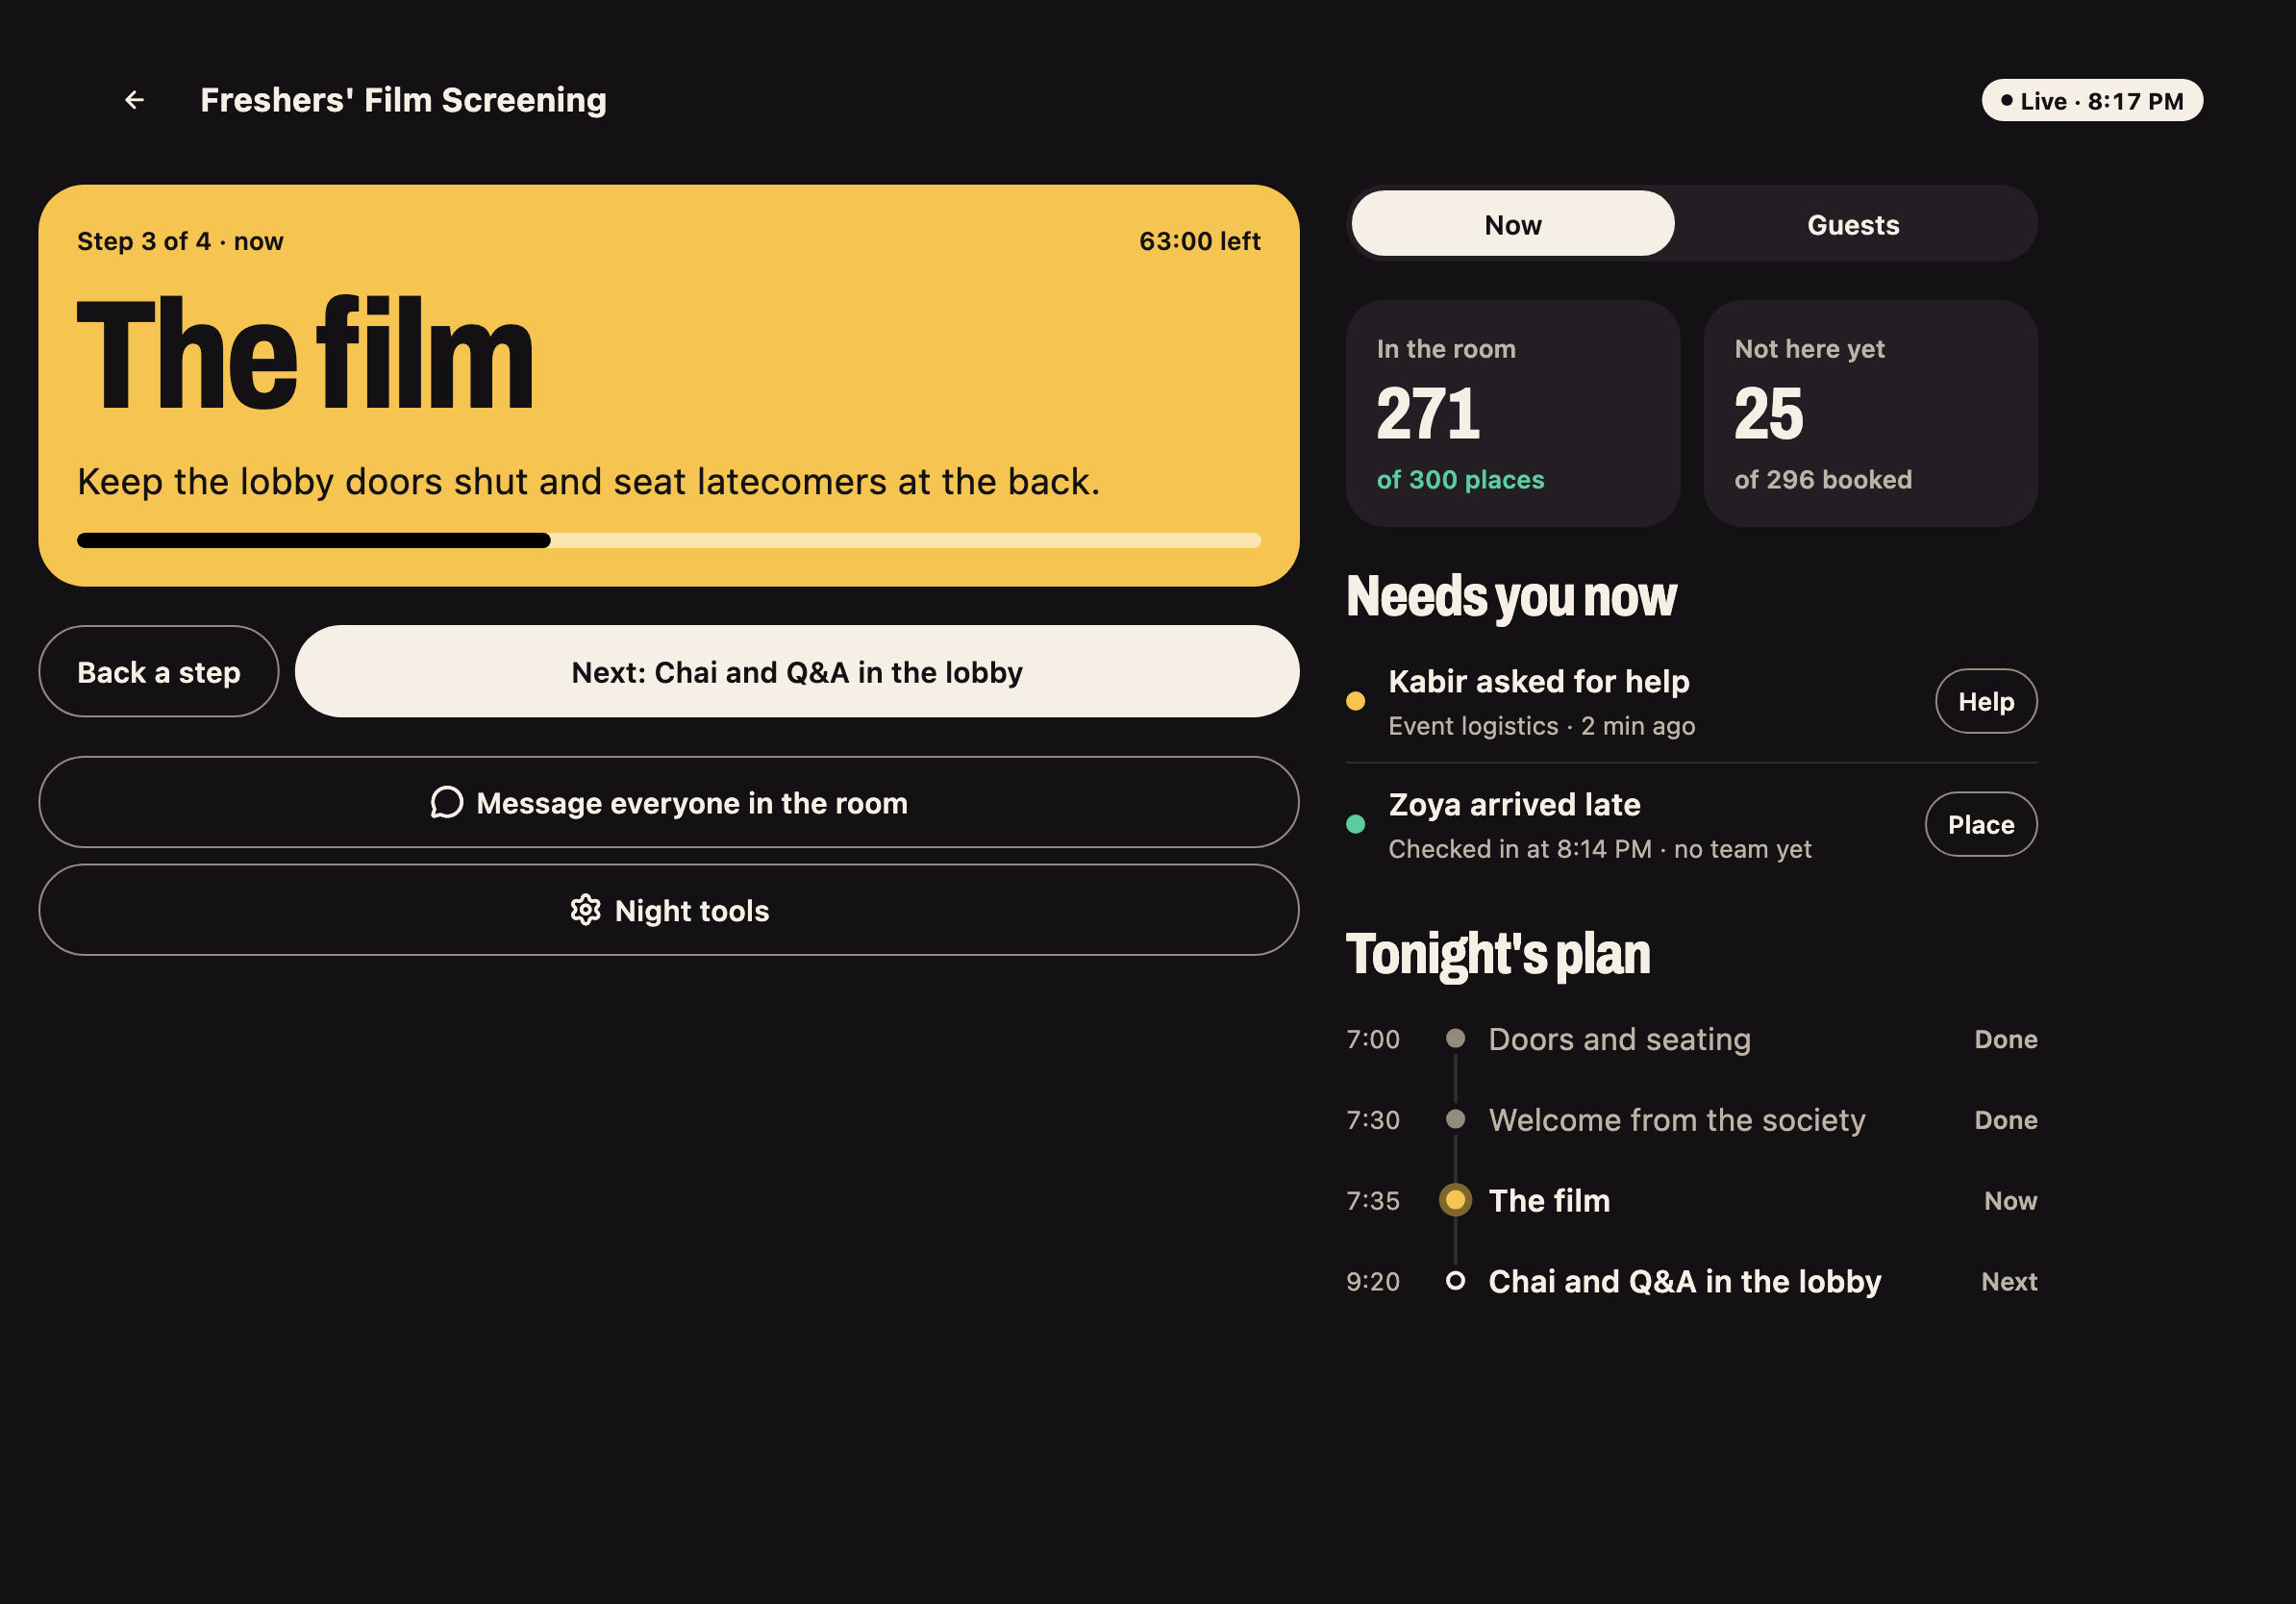 Freshers' Film Screening
Live · 8:17 PM
Step 3 of 4 · now
63:00 left
The film
Keep the lobby doors shut and seat latecomers at the back.
Back a step
Next: Chai and Q&A in the lobby
Message everyone in the room
Night tools
Now
Guests
In the room
271
of 300 places
Not here yet
25
of 296 booked
Needs you now
Kabir asked for help
Event logistics · 2 min ago
Help
Zoya arrived late
Checked in at 8:14 PM · no team yet
Place
Tonight's plan
7:00 Doors and seating Done
7:30 Welcome from the society Done
7:35 The film Now
9:20 Chai and Q&A in the lobby Next